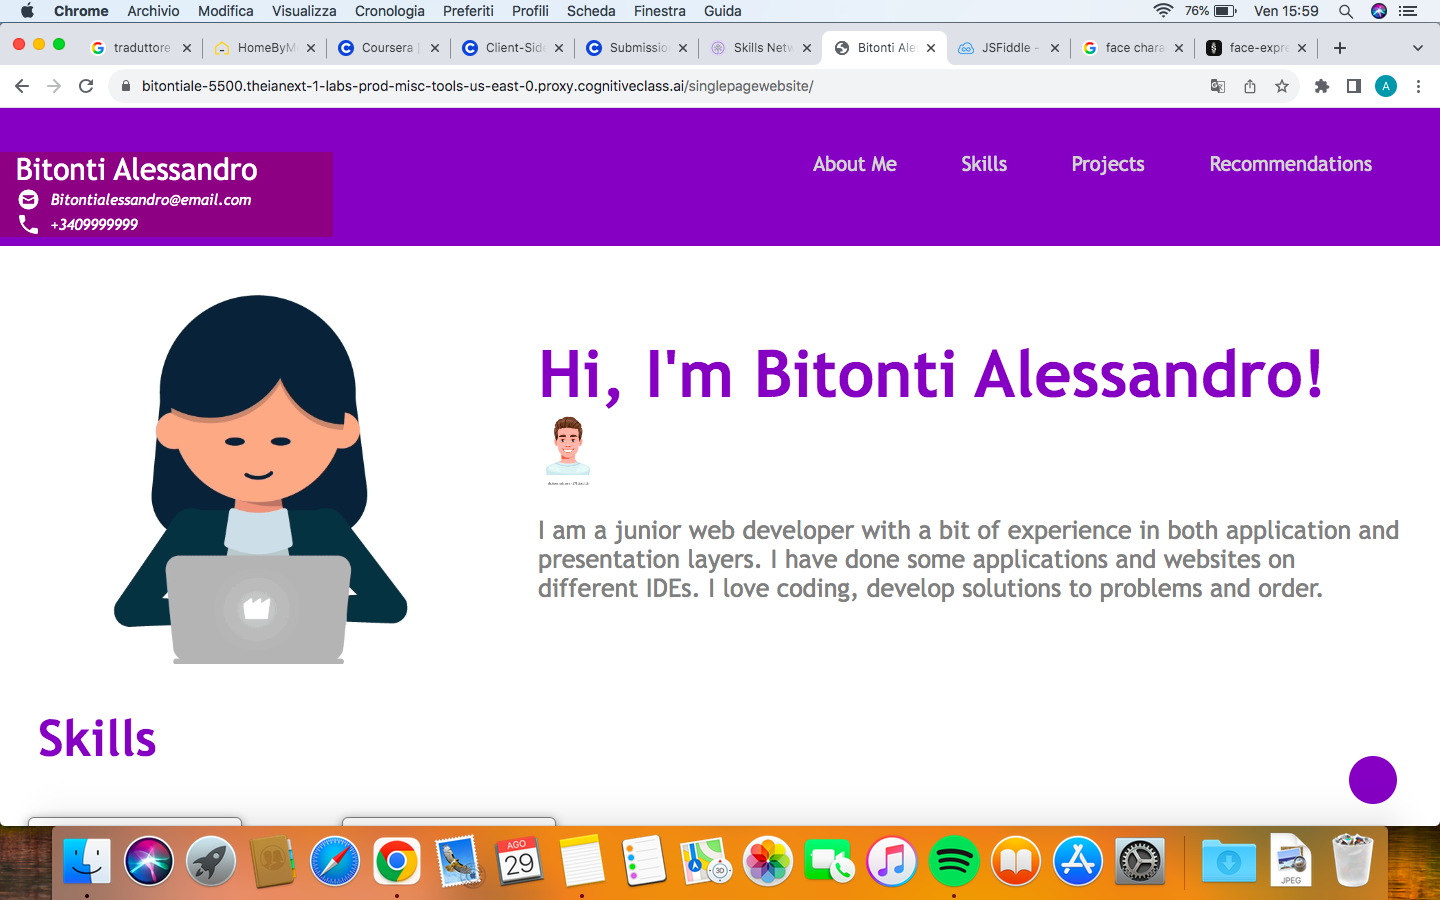 Chrome Archivio Modifica Visualizza Cronologia Preferiti Profili Scheda Finestra Guida 76% Ven 15:59
traduttore HomeByM Coursera | Client-Side Submissio Skills Netw Bitonti Ale JSFiddle - face chara face-expre
bitontiale-5500.theianext-1-labs-prod-misc-tools-us-east-0.proxy.cognitiveclass.ai/singlepagewebsite/ A
Bitonti Alessandro
Bitontialessandro@email.com
+3409999999
About Me Skills Projects Recommendations
Hi, I'm Bitonti Alessandro!
I am a junior web developer with a bit of experience in both application and
presentation layers. I have done some applications and websites on
different IDEs. I love coding, develop solutions to problems and order.
Skills
AGO
29
3D
JPEG